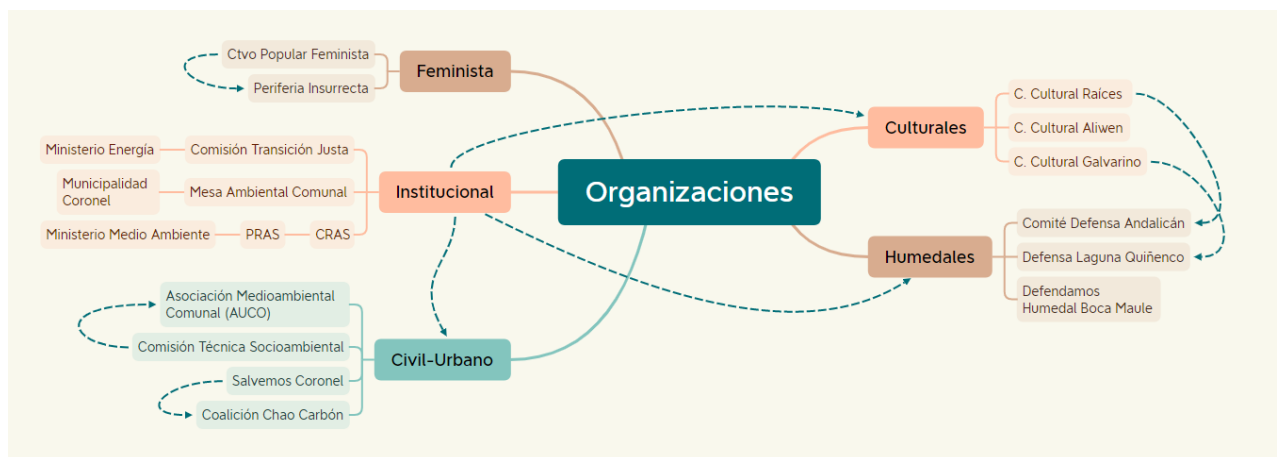 Organizaciones
Feminista
Ctvo Popular Feminista
Periferia Insurrecta
Institucional
Comisión Transición Justa
Ministerio Energía
Mesa Ambiental Comunal
Municipalidad
Coronel
CRAS
PRAS
Ministerio Medio Ambiente
Civil-Urbano
Asociación Medioambiental
Comunal (AUCO)
Comisión Técnica Socioambiental
Salvemos Coronel
Coalición Chao Carbón
Culturales
C. Cultural Raíces
C. Cultural Aliwen
C. Cultural Galvarino
Humedales
Comité Defensa Andalicán
Defensa Laguna Quiñenco
Defendamos
Humedal Boca Maule